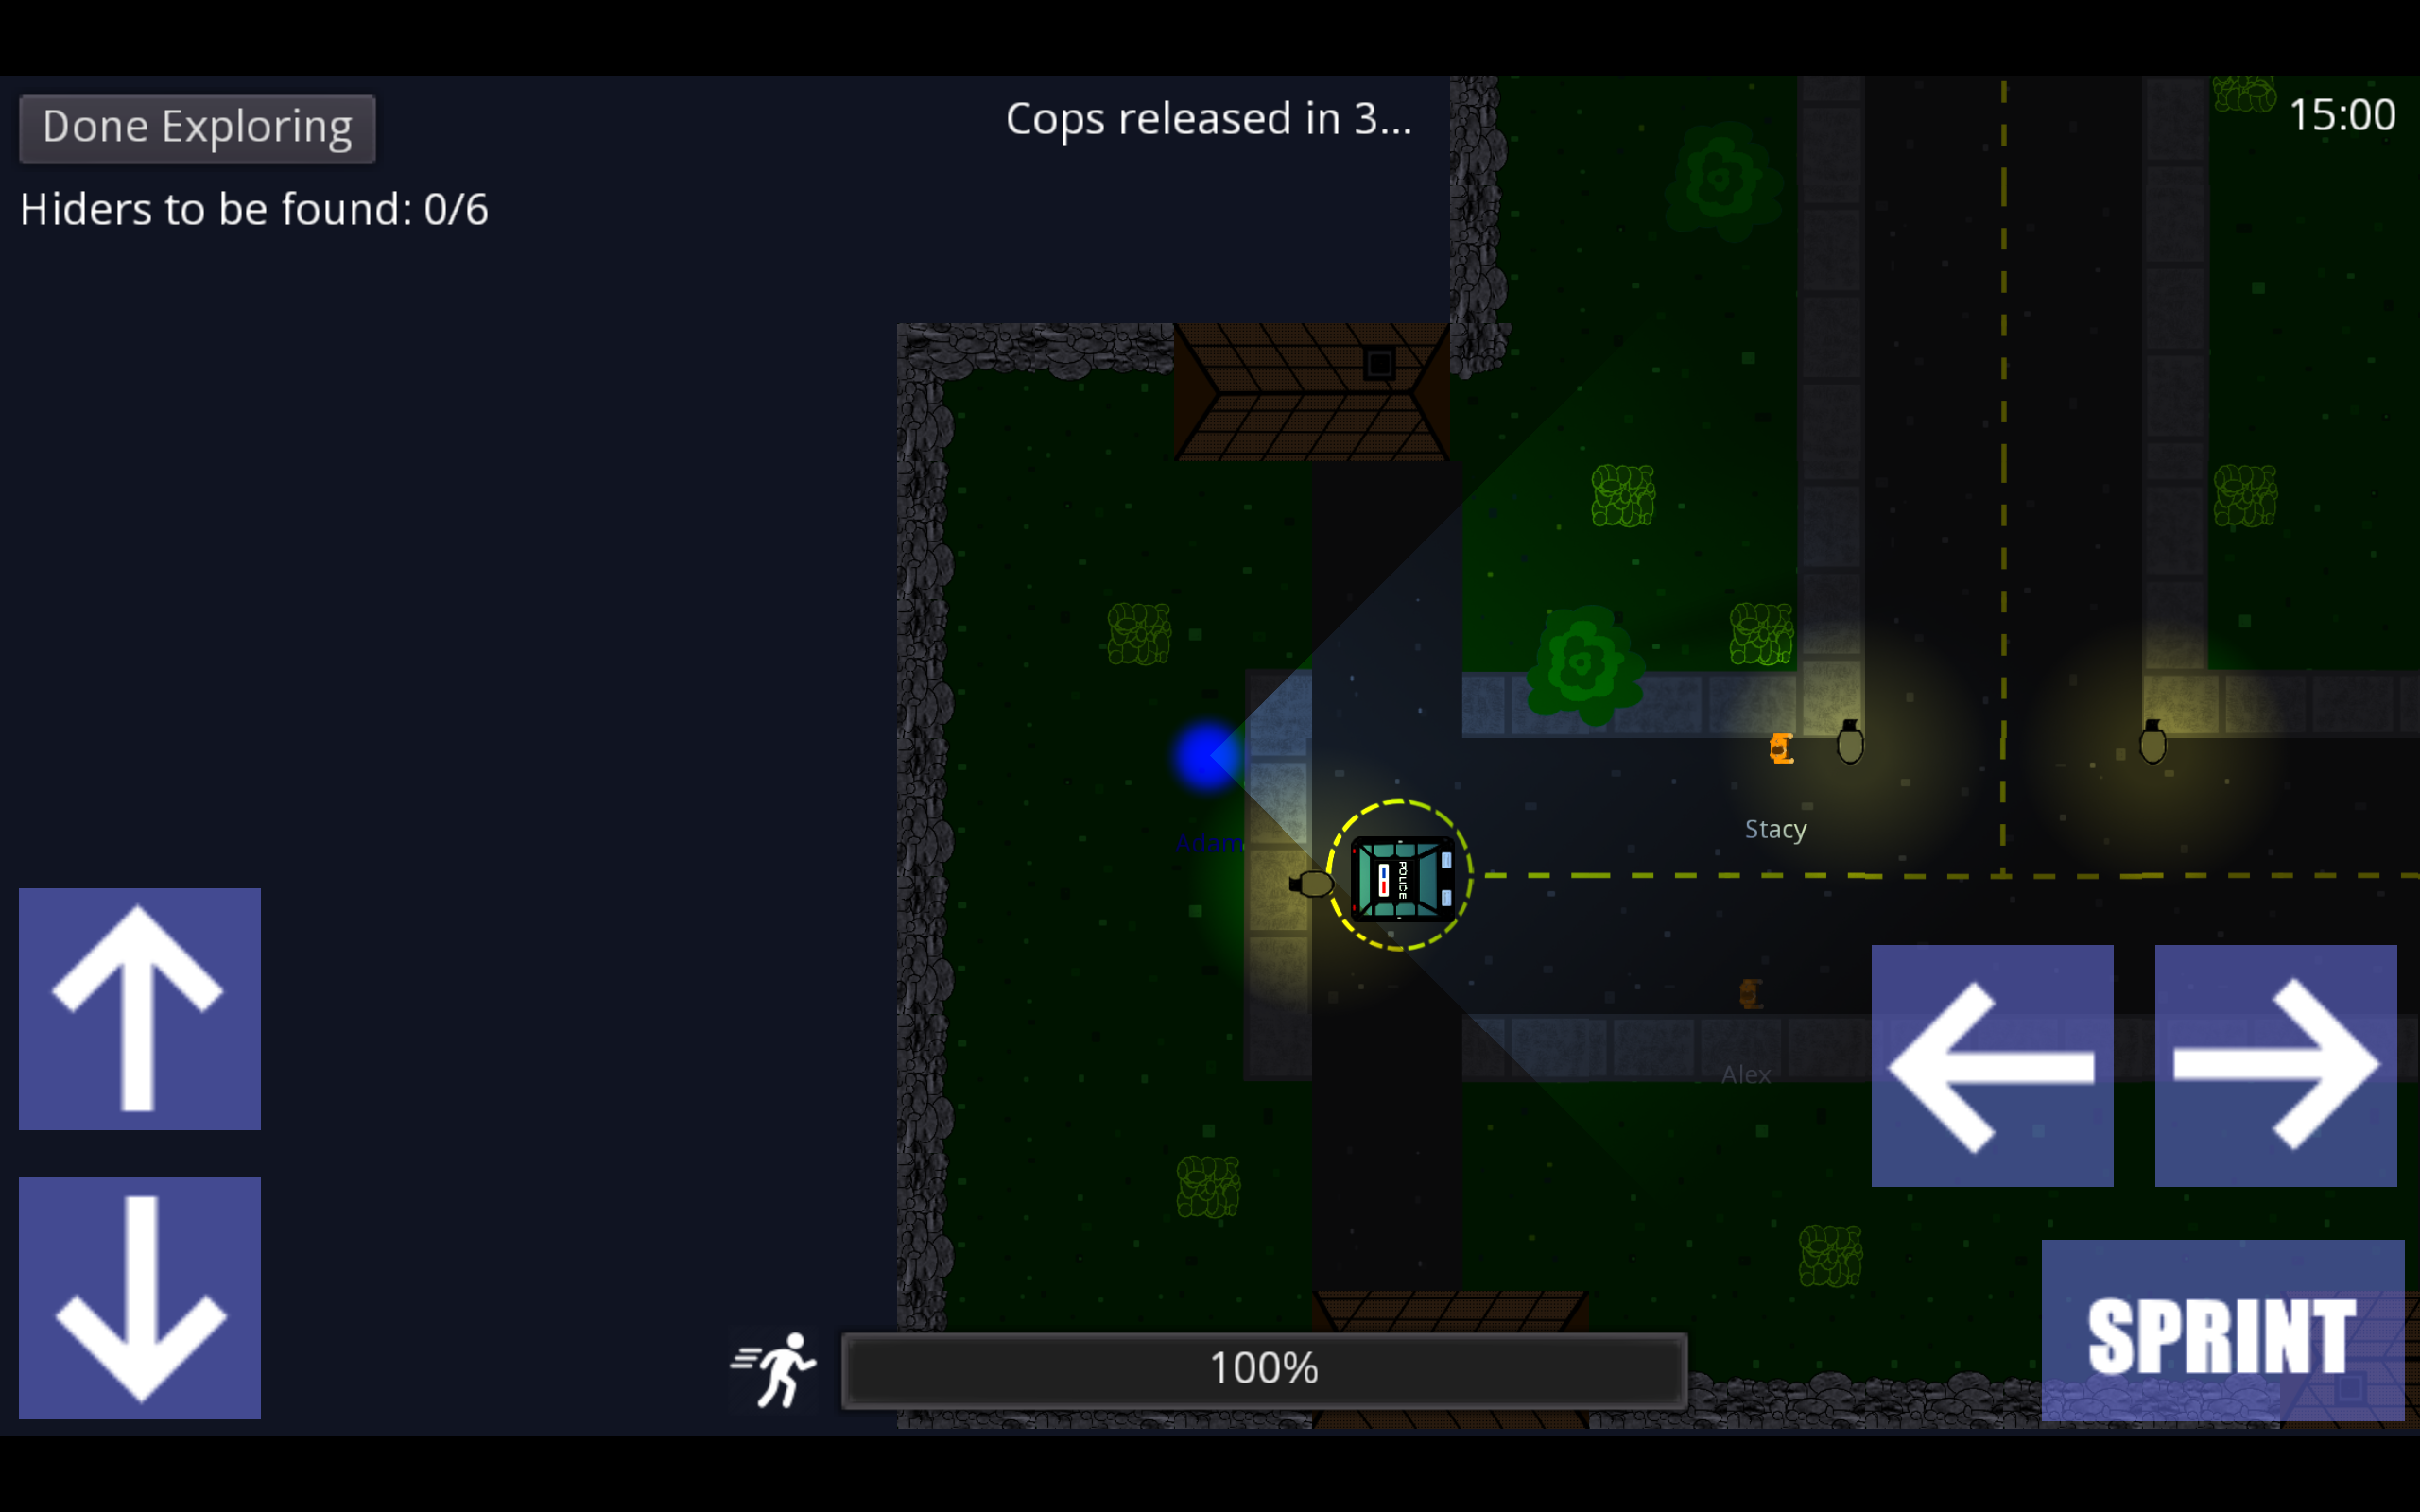 Done Exploring
Cops released in 3...
15:00
Hiders to be found: 0/6
Stacy
Adam
POLICE
Alex
SPRINT
100%